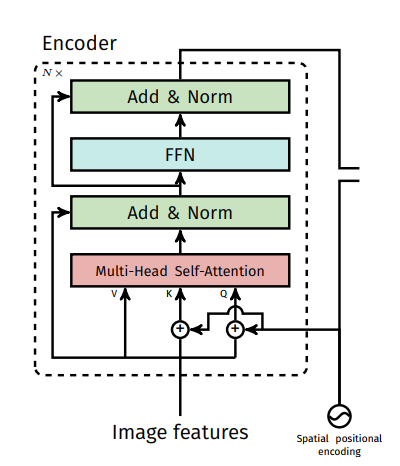 Encoder
N ×
Add & Norm
FFN
Add & Norm
Multi-Head Self-Attention
V K Q
+ +
Image features
Spatial positional
encoding